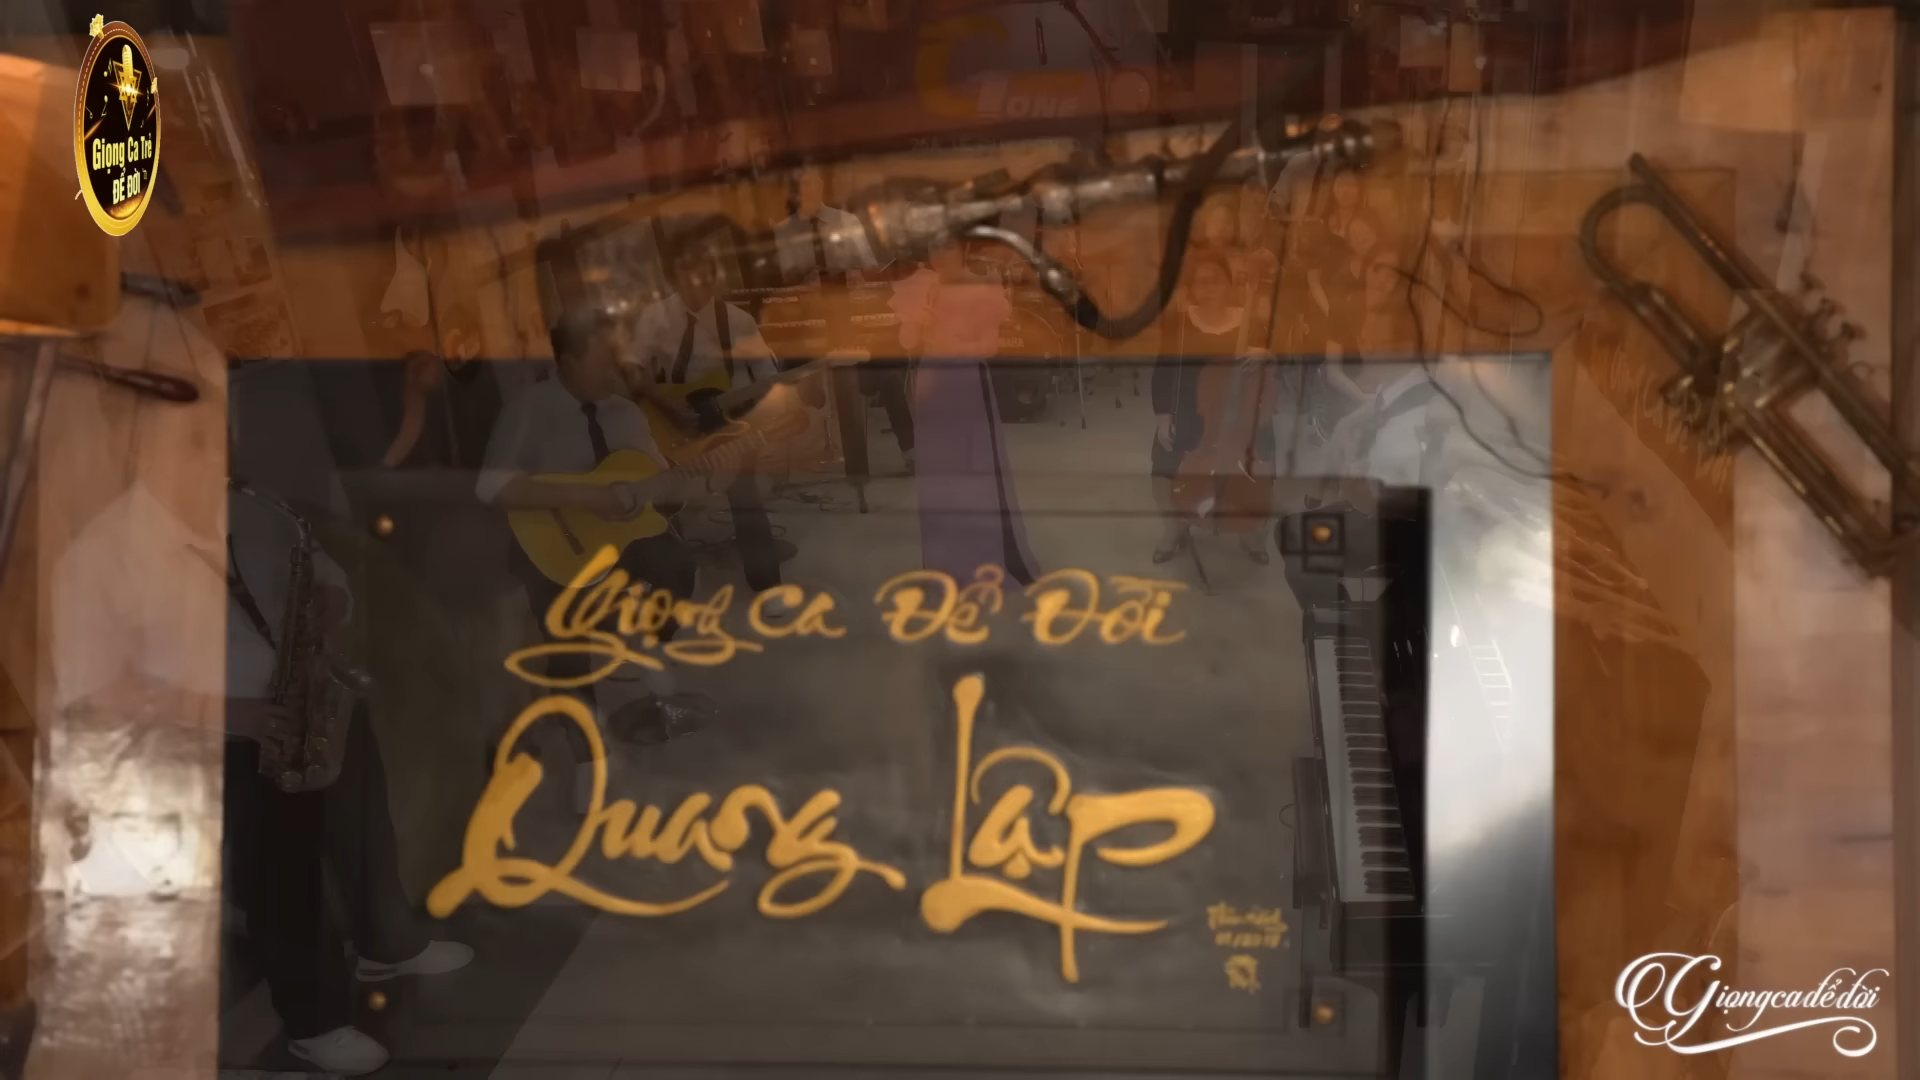 Giọng Ca Trẻ
ĐỂ ĐỜI
Giọng Ca Để Đời
Quang Lập
Giọngcađểđời